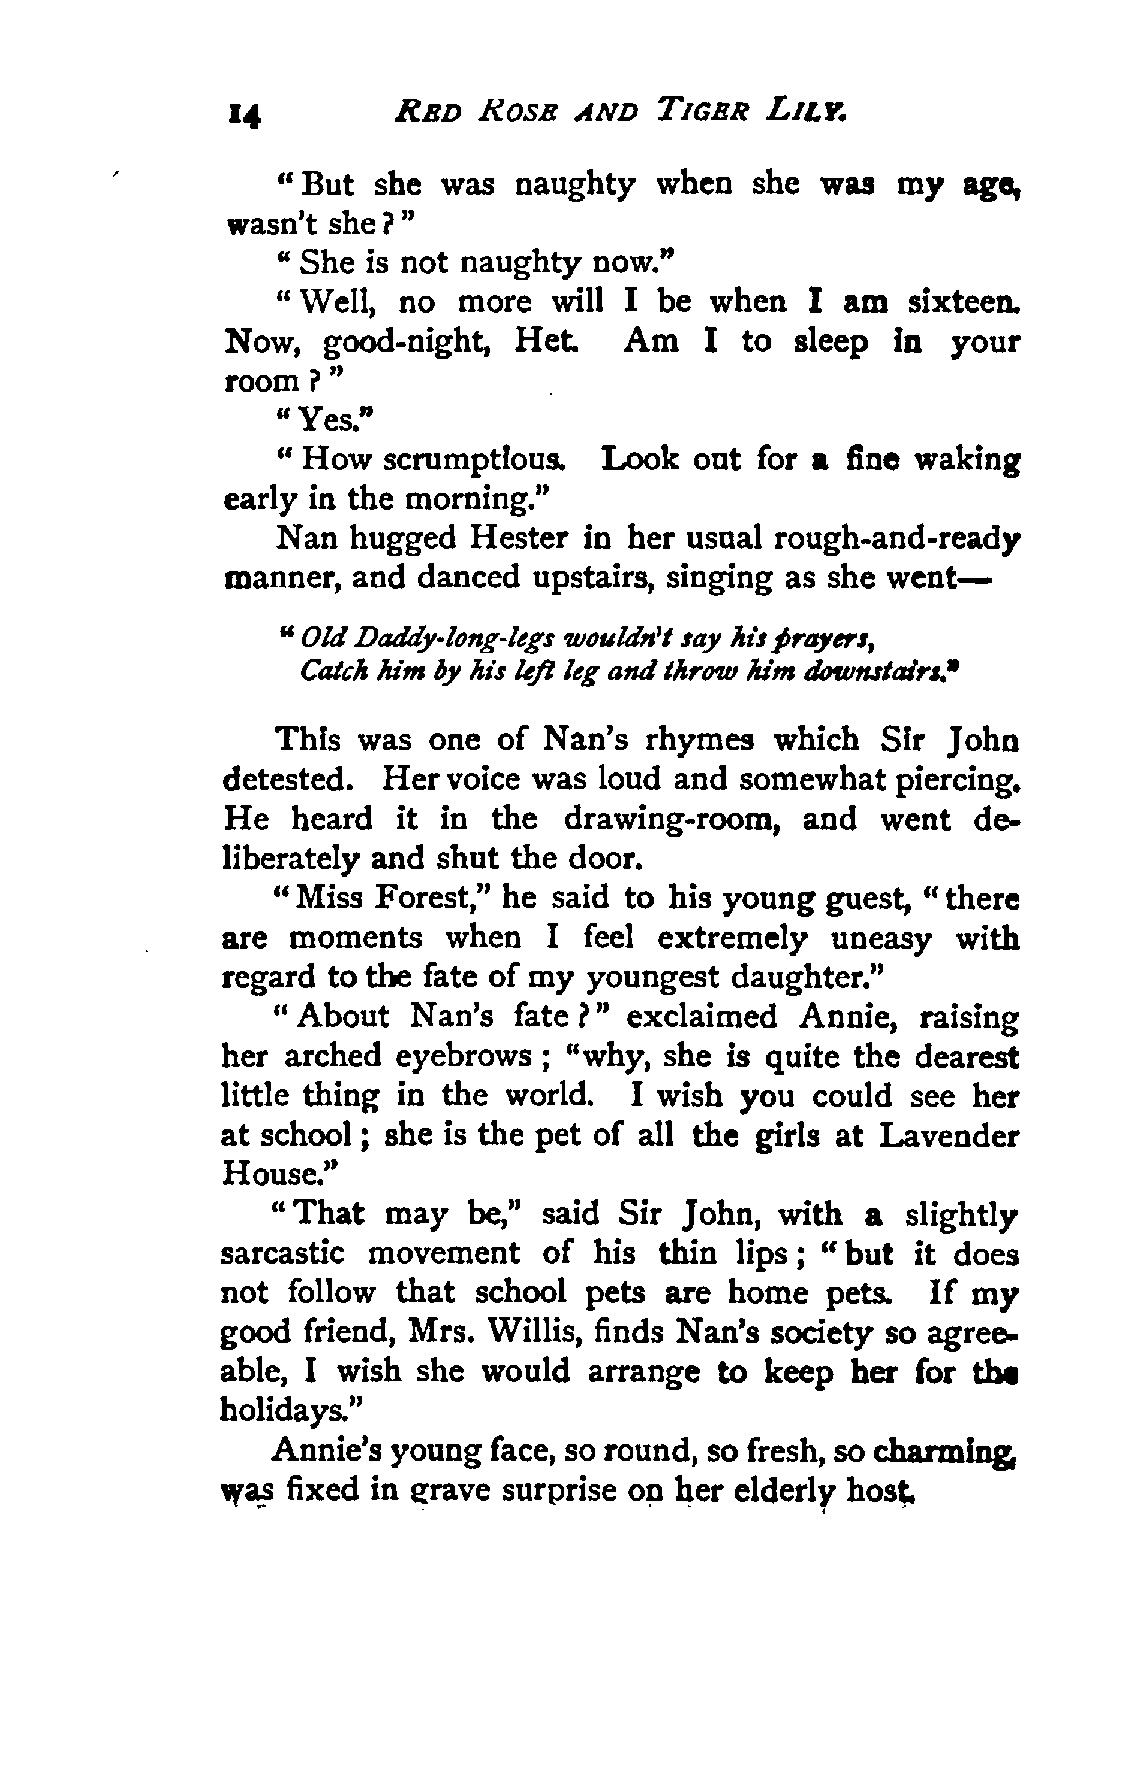 14 RED ROSE AND TIGER LILY.
"But she was naughty when she was my age,
wasn't she?"
"She is not naughty now."
"Well, no more will I be when I am sixteen.
Now, good-night, Het. Am I to sleep in your
room?"
"Yes."
"How scrumptious. Look out for a fine waking
early in the morning."
Nan hugged Hester in her usual rough-and-ready
manner, and danced upstairs, singing as she went—
"Old Daddy-long-legs wouldn't say his prayers,
Catch him by his left leg and throw him downstairs."
This was one of Nan's rhymes which Sir John
detested. Her voice was loud and somewhat piercing.
He heard it in the drawing-room, and went de-
liberately and shut the door.
"Miss Forest," he said to his young guest, "there
are moments when I feel extremely uneasy with
regard to the fate of my youngest daughter."
"About Nan's fate?" exclaimed Annie, raising
her arched eyebrows; "why, she is quite the dearest
little thing in the world. I wish you could see her
at school; she is the pet of all the girls at Lavender
House."
"That may be," said Sir John, with a slightly
sarcastic movement of his thin lips; "but it does
not follow that school pets are home pets. If my
good friend, Mrs. Willis, finds Nan's society so agree-
able, I wish she would arrange to keep her for the
holidays."
Annie's young face, so round, so fresh, so charming,
was fixed in grave surprise on her elderly host.